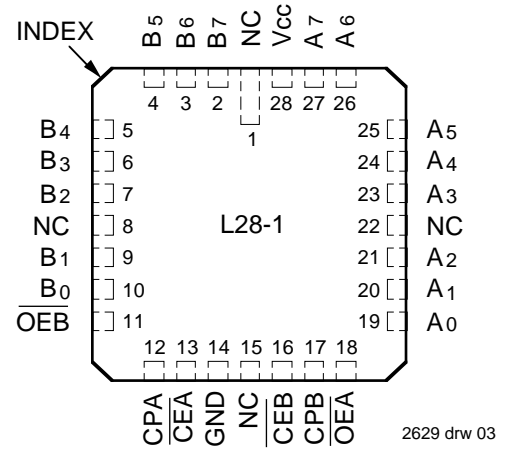 INDEX
B5 B6 B7 NC Vcc A7 A6
4 3 2 28 27 26
1
B4 5 25 A5
B3 6 24 A4
B2 7 23 A3
NC 8 L28-1 22 NC
B1 9 21 A2
B0 10 20 A1
OEB 11 19 A0
12 13 14 15 16 17 18
CPA CEA GND NC CEB CPB OEA
2629 drw 03